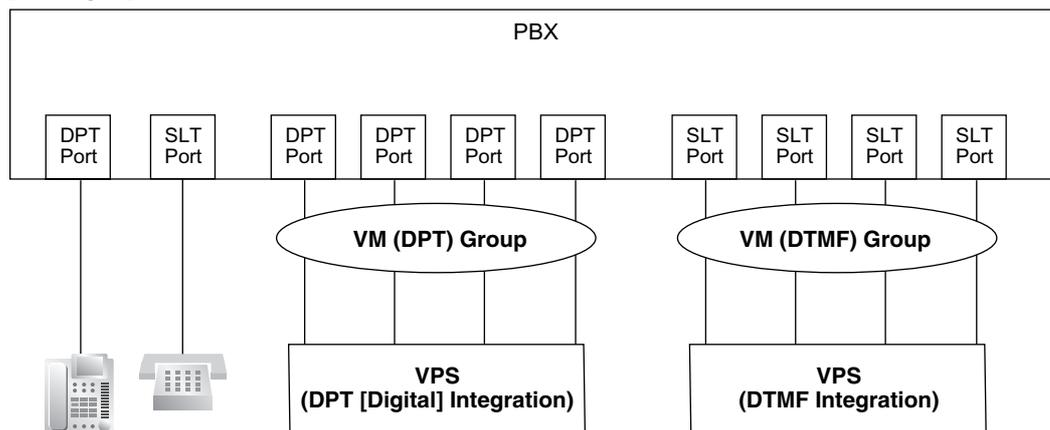 PBX
DPT
Port
SLT
Port
DPT
Port
DPT
Port
DPT
Port
DPT
Port
SLT
Port
SLT
Port
SLT
Port
SLT
Port
VM (DPT) Group
VM (DTMF) Group
VPS
(DPT [Digital] Integration)
VPS
(DTMF Integration)